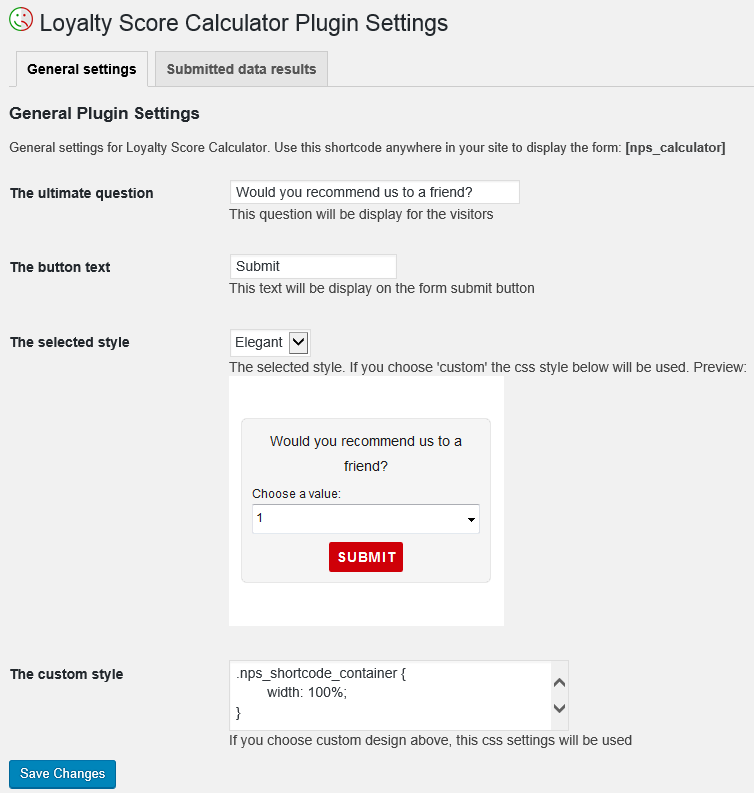 Loyalty Score Calculator Plugin Settings
General settings
Submitted data results
General Plugin Settings
General settings for Loyalty Score Calculator. Use this shortcode anywhere in your site to display the form: [nps_calculator]
The ultimate question
Would you recommend us to a friend?
This question will be display for the visitors
The button text
Submit
This text will be display on the form submit button
The selected style
Elegant
The selected style. If you choose 'custom' the css style below will be used. Preview:
Would you recommend us to a
friend?
Choose a value:
1
SUBMIT
The custom style
.nps_shortcode_container {
width: 100%;
}
If you choose custom design above, this css settings will be used
Save Changes